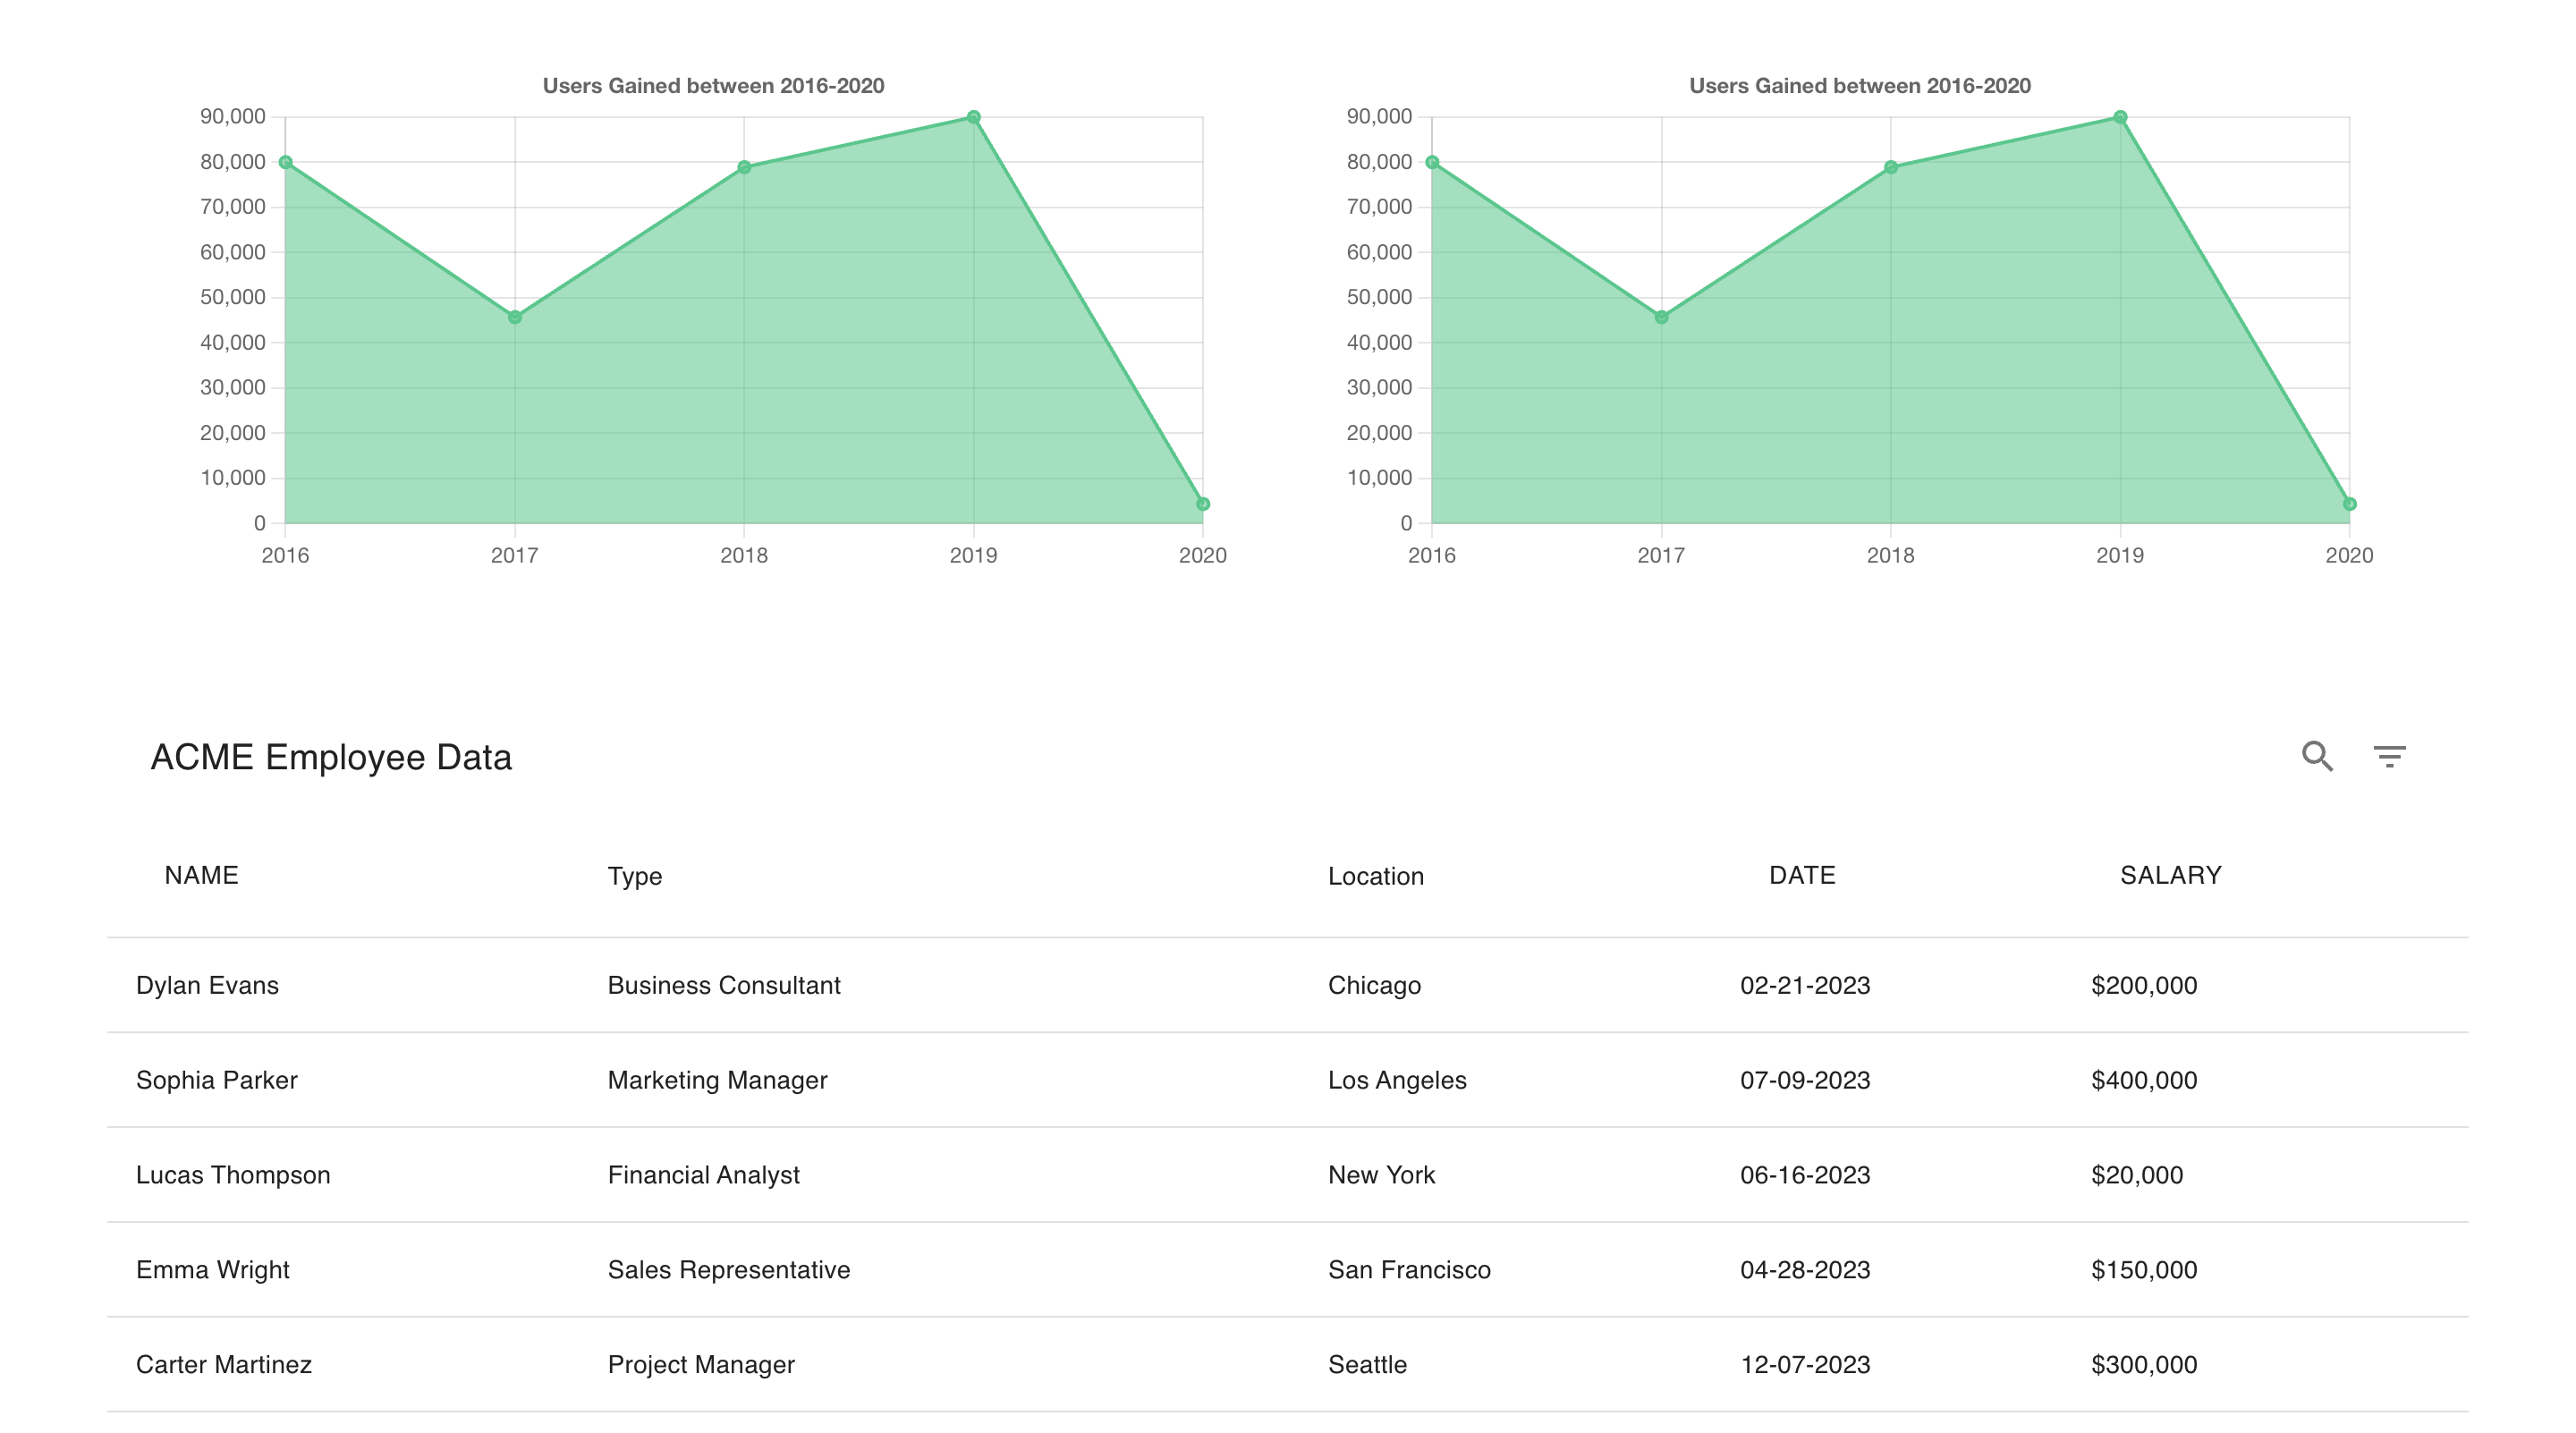 Users Gained between 2016-2020
90,000
80,000
70,000
60,000
50,000
40,000
30,000
20,000
10,000
0
2016 2017 2018 2019 2020
Users Gained between 2016-2020
90,000
80,000
70,000
60,000
50,000
40,000
30,000
20,000
10,000
0
2016 2017 2018 2019 2020
ACME Employee Data
NAME Type Location DATE SALARY
Dylan Evans Business Consultant Chicago 02-21-2023 $200,000
Sophia Parker Marketing Manager Los Angeles 07-09-2023 $400,000
Lucas Thompson Financial Analyst New York 06-16-2023 $20,000
Emma Wright Sales Representative San Francisco 04-28-2023 $150,000
Carter Martinez Project Manager Seattle 12-07-2023 $300,000